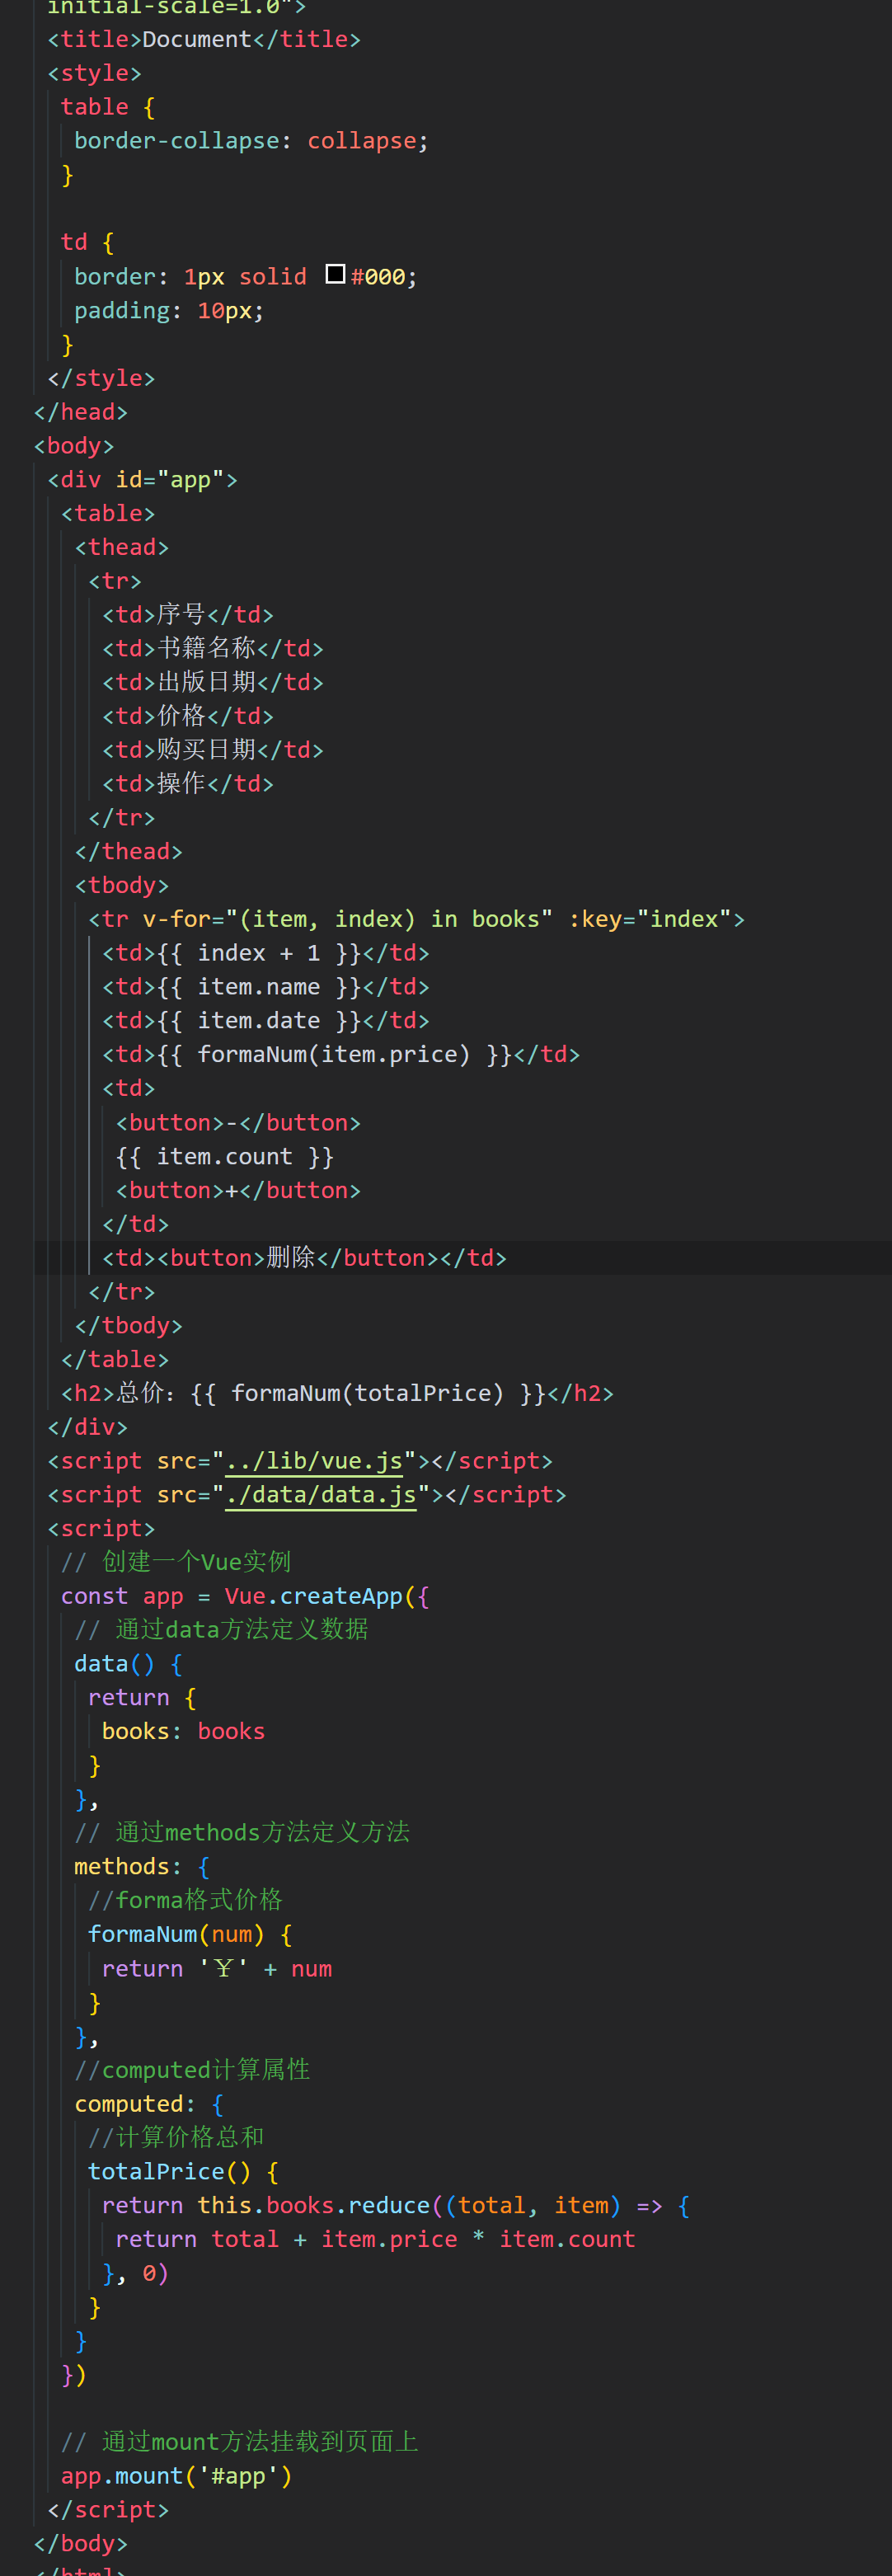 initial-scale=1.0">
<title>Document</title>
<style>
table {
border-collapse: collapse;
}
td {
border: 1px solid #000;
padding: 10px;
}
</style>
</head>
<body>
<div id="app">
<table>
<thead>
<tr>
<td>序号</td>
<td>书籍名称</td>
<td>出版日期</td>
<td>价格</td>
<td>购买日期</td>
<td>操作</td>
</tr>
</thead>
<tbody>
<tr v-for="(item, index) in books" :key="index">
<td>{{ index + 1 }}</td>
<td>{{ item.name }}</td>
<td>{{ item.date }}</td>
<td>{{ formaNum(item.price) }}</td>
<td>
<button>-</button>
{{ item.count }}
<button>+</button>
</td>
<td><button>删除</button></td>
</tr>
</tbody>
</table>
<h2>总价：{{ formaNum(totalPrice) }}</h2>
</div>
<script src="../lib/vue.js"></script>
<script src="./data/data.js"></script>
<script>
// 创建一个Vue实例
const app = Vue.createApp({
// 通过data方法定义数据
data() {
return {
books: books
}
},
// 通过methods方法定义方法
methods: {
//forma格式价格
formaNum(num) {
return '￥' + num
}
},
//computed计算属性
computed: {
//计算价格总和
totalPrice() {
return this.books.reduce((total, item) => {
return total + item.price * item.count
}, 0)
}
}
})
// 通过mount方法挂载到页面上
app.mount('#app')
</script>
</body>
</html>